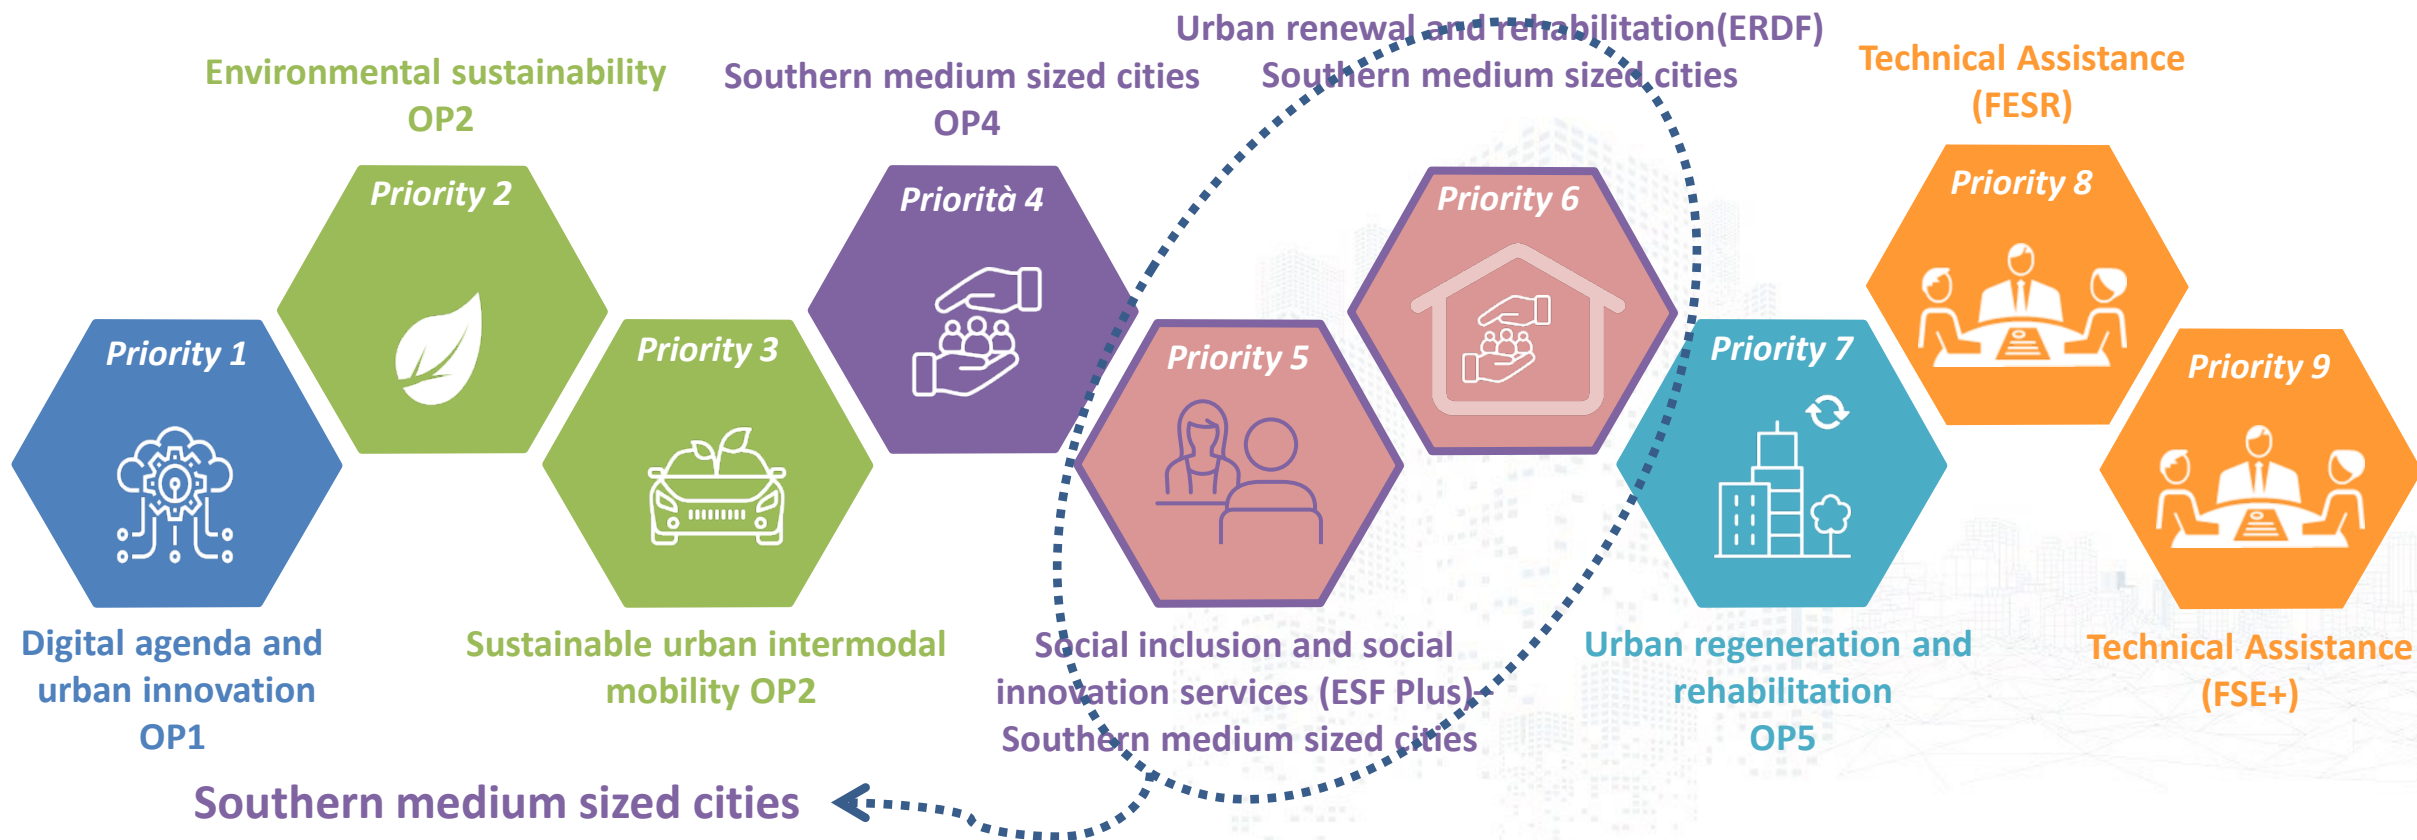 Urban renewal and rehabilitation(ERDF)
Southern medium sized cities
Environmental sustainability
OP2
Southern medium sized cities
OP4
Technical Assistance
(FESR)
Priority 1
Priority 2
Priority 3
Priorità 4
Priority 5
Priority 6
Priority 7
Priority 8
Priority 9
Digital agenda and
urban innovation
OP1
Sustainable urban intermodal
mobility OP2
Social inclusion and social
innovation services (ESF Plus)-
Southern medium sized cities
Urban regeneration and
rehabilitation
OP5
Technical Assistance
(FSE+)
Southern medium sized cities